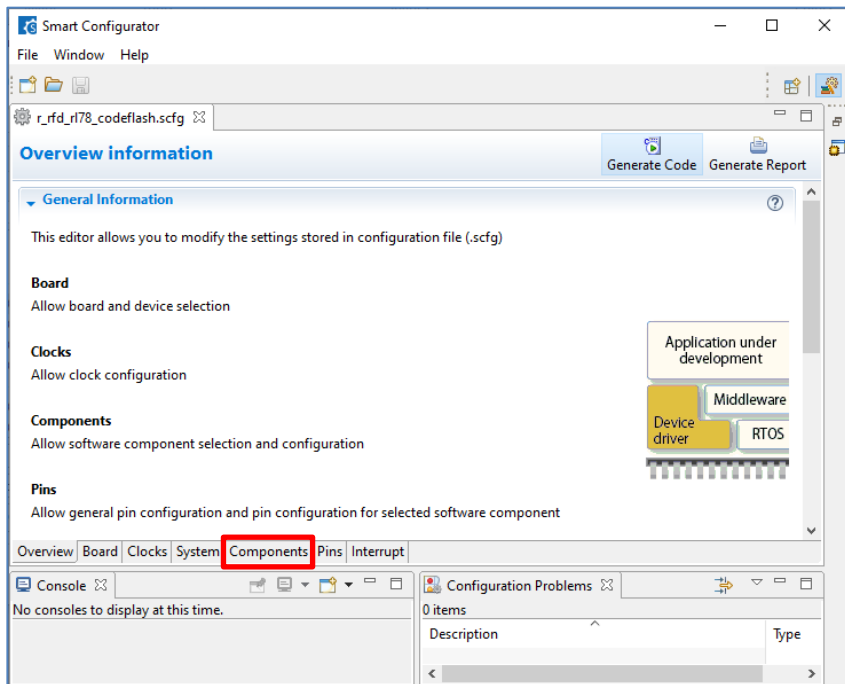 Smart Configurator
File Window Help
r_rfd_rl78_codeflash.scfg
Overview information
Generate Code Generate Report
General Information
This editor allows you to modify the settings stored in configuration file (.scfg)
Board
Allow board and device selection
Clocks
Allow clock configuration
Components
Allow software component selection and configuration
Pins
Allow general pin configuration and pin configuration for selected software component
Application under
development
Middleware
Device
driver
RTOS
Overview Board Clocks System Components Pins Interrupt
Console
No consoles to display at this time.
Configuration Problems
0 items
Description Type